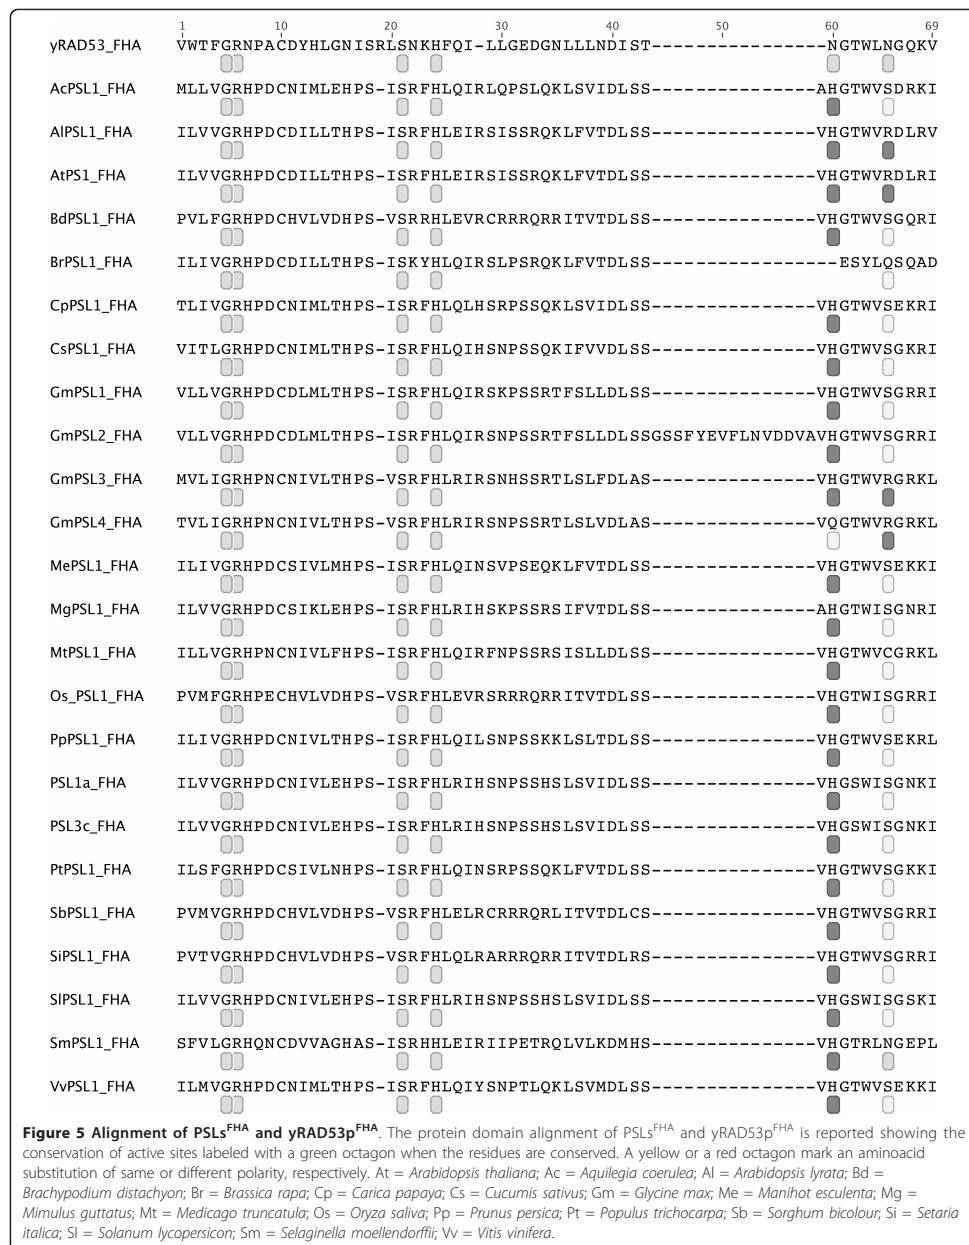 1 10 20 30 40 50 60 69
yRAD53_FHA VWTFGRNPACDYHLGNISRLSNKHFQI-LLGEDGNLLLNDIST----------------NGTWLNGQKV
AcPSL1_FHA MLLVGRHPDCNIMLEHPS-ISRFHLQIRLQPSLQKLSVIDLSS---------------AHGTWVSDRKI
AlPSL1_FHA ILVVGRHPDCDILLTHPS-ISRFHLEIRSISSRQKLFVTDLSS---------------VHGTWVRDLRV
AtPS1_FHA ILVVGRHPDCDILLTHPS-ISRFHLEIRSISSRQKLFVTDLSS---------------VHGTWVRDLRI
BdPSL1_FHA PVLFGRHPDCHVLVDHPS-VSRRHLEVRCRRRQRRITVTDLSS---------------VHGTWVSGQRI
BrPSL1_FHA ILIVGRHPDCDILLTHPS-ISKYHLQIRSLPSRQKLFVTDLSS-----------------ESYLQSQAD
CpPSL1_FHA TLIVGRHPDCNIMLTHPS-ISRFHLQLHSRPSSQKLSVIDLSS---------------VHGTWVSEKRI
CsPSL1_FHA VITLGRHPDCNIMLTHPS-ISRFHLQIHSNPSSQKIFVVDLSS---------------VHGTWVSGKRI
GmPSL1_FHA VLLVGRHPDCDLMLTHPS-ISRFHLQIRSKPSSRTFSLLDLSS---------------VHGTWVSGRRI
GmPSL2_FHA VLLVGRHPDCDLMLTHPS-ISRFHLQIRSNPSSRTFSLLDLSSGSSFYEVFLNVDDVAVHGTWVSGRRI
GmPSL3_FHA MVLIGRHPNCNIVLTHPS-VSRFHLRIRSNHSSRTLSLFDLAS---------------VHGTWVRGRKL
GmPSL4_FHA TVLIGRHPNCNIVLTHPS-VSRFHLRIRSNPSSRTLSLVDLAS---------------VQGTWVRGRKL
MePSL1_FHA ILIVGRHPDCSIVLMHPS-ISRFHLQINSVPSEQKLFVTDLSS---------------VHGTWVSEKKI
MgPSL1_FHA ILVVGRHPDCSIKLEHPS-ISRFHLRIHSKPSSRSIFVTDLSS---------------AHGTWISGNRI
MtPSL1_FHA ILLVGRHPNCNIVLFHPS-ISRFHLQIRFNPSSRSISLLDLSS---------------VHGTWVCGRKL
Os_PSL1_FHA PVMFGRHPECHVLVDHPS-VSRFHLEVRSRRRQRRITVTDLSS---------------VHGTWISGRRI
PpPSL1_FHA ILIVGRHPDCNIVLTHPS-ISRFHLQILSNPSSKKLSLTDLSS---------------VHGTWVSEKRL
PSL1a_FHA ILVVGRHPDCNIVLEHPS-ISRFHLRIHSNPSSHSLSVIDLSS---------------VHGSWISGNKI
PSL3c_FHA ILVVGRHPDCNIVLEHPS-ISRFHLRIHSNPSSHSLSVIDLSS---------------VHGSWISGNKI
PtPSL1_FHA ILSFGRHPDCSIVLNHPS-ISRFHLQINSRPSSQKLFVTDLSS---------------VHGTWVSGKKI
SbPSL1_FHA PVMVGRHPDCHVLVDHPS-VSRFHLELRCRRRQRLITVTDLCS---------------VHGTWVSGRRI
SiPSL1_FHA PVTVGRHPDCHVLVDHPS-VSRFHLQLRARRRQRRITVTDLRS---------------VHGTWVSGRRI
SlPSL1_FHA ILVVGRHPDCNIVLEHPS-ISRFHLRIHSNPSSHSLSVIDLSS---------------VHGSWISGSKI
SmPSL1_FHA SFVLGRHQNCDVVAGHAS-ISRHHLEIRIIPETRQLVLKDMHS---------------VHGTRLNGEPL
VvPSL1_FHA ILMVGRHPDCNIMLTHPS-ISRFHLQIYSNPTLQKLSVMDLSS---------------VHGTWVSEKKI
Figure 5 Alignment of PSLsFHA and yRAD53pFHA. The protein domain alignment of PSLsFHA and yRAD53pFHA is reported showing the
conservation of active sites labeled with a green octagon when the residues are conserved. A yellow or a red octagon mark an aminoacid
substitution of same or different polarity, respectively. At = Arabidopsis thaliana; Ac = Aquilegia coerulea; Al = Arabidopsis lyrata; Bd =
Brachypodium distachyon; Br = Brassica rapa; Cp = Carica papaya; Cs = Cucumis sativus; Gm = Glycine max; Me = Manihot esculenta; Mg =
Mimulus guttatus; Mt = Medicago truncatula; Os = Oryza saliva; Pp = Prunus persica; Pt = Populus trichocarpa; Sb = Sorghum bicolour; Si = Setaria
italica; Sl = Solanum lycopersicon; Sm = Selaginella moellendorffii; Vv = Vitis vinifera.